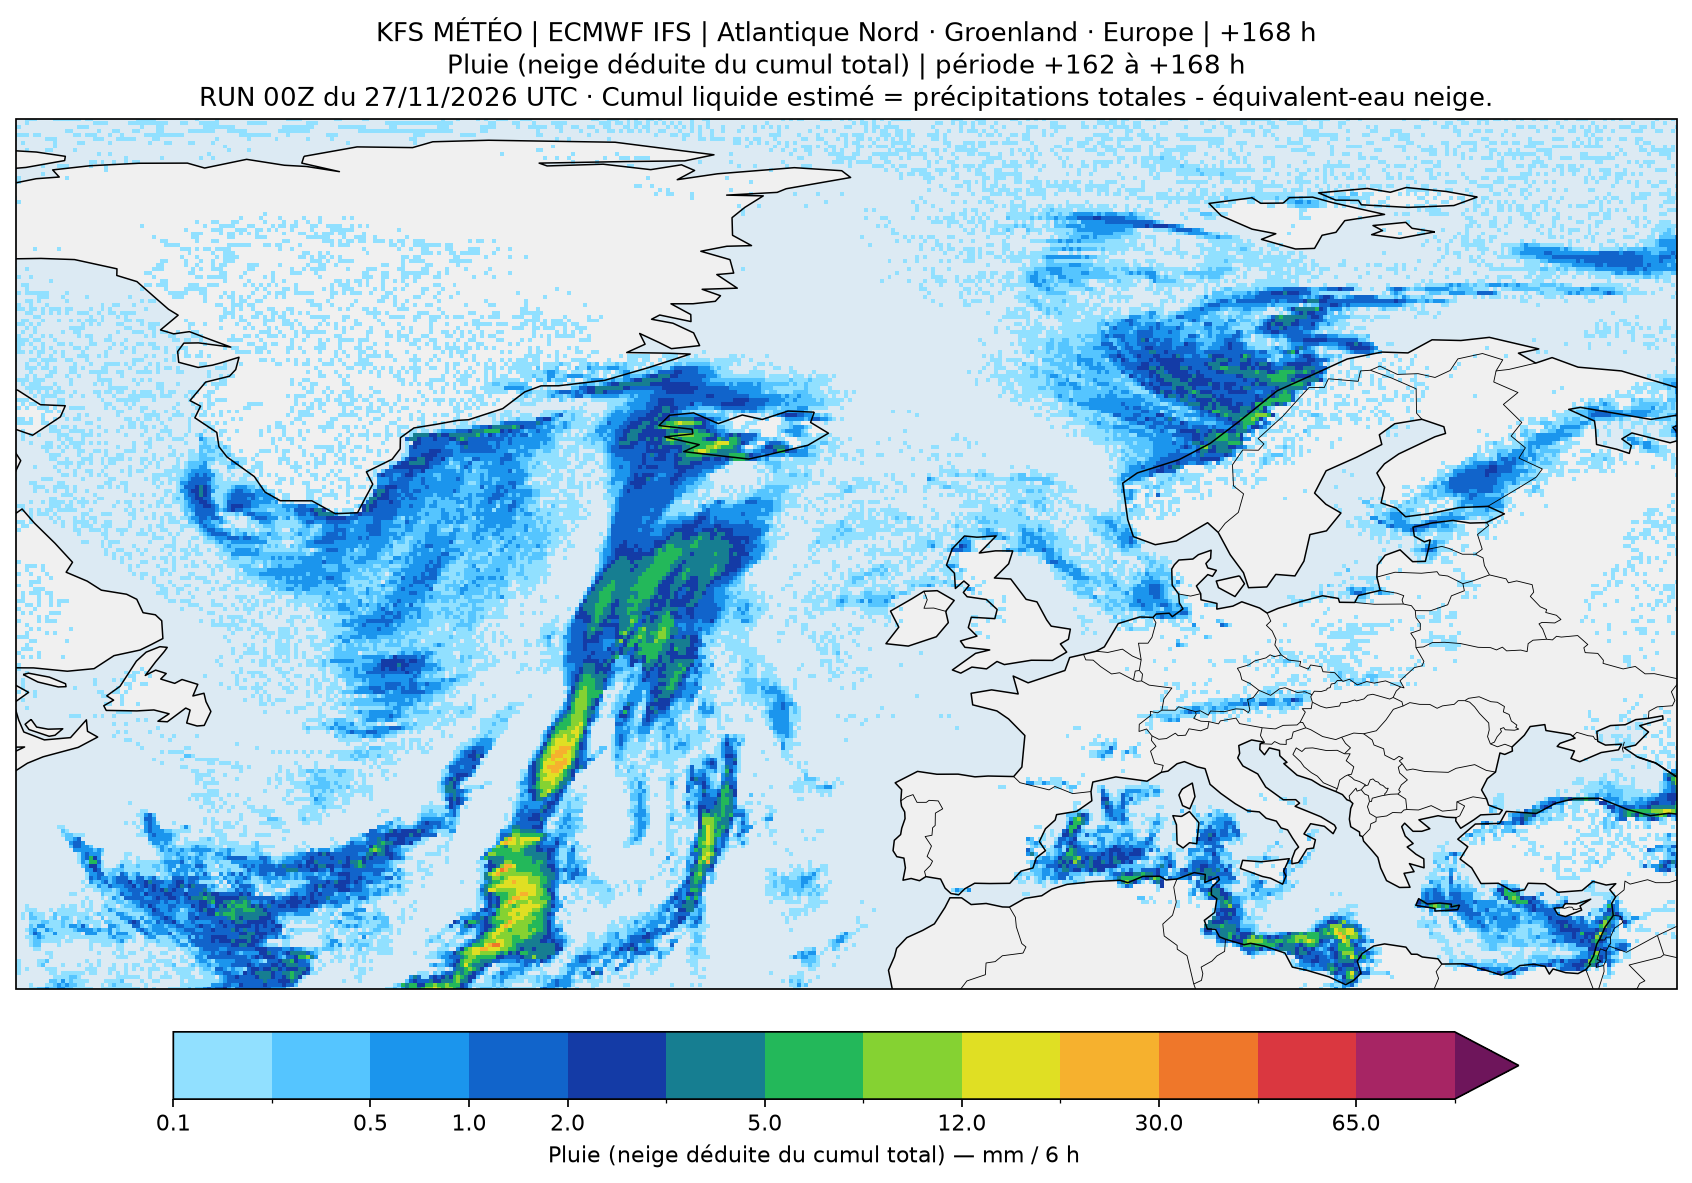 KFS MÉTÉO | ECMWF IFS | Atlantique Nord · Groenland · Europe | +168 h
Pluie (neige déduite du cumul total) | période +162 à +168 h
RUN 00Z du 27/11/2026 UTC · Cumul liquide estimé = précipitations totales - équivalent-eau neige.
0.1 0.5 1.0 2.0 5.0 12.0 30.0 65.0
Pluie (neige déduite du cumul total) — mm / 6 h